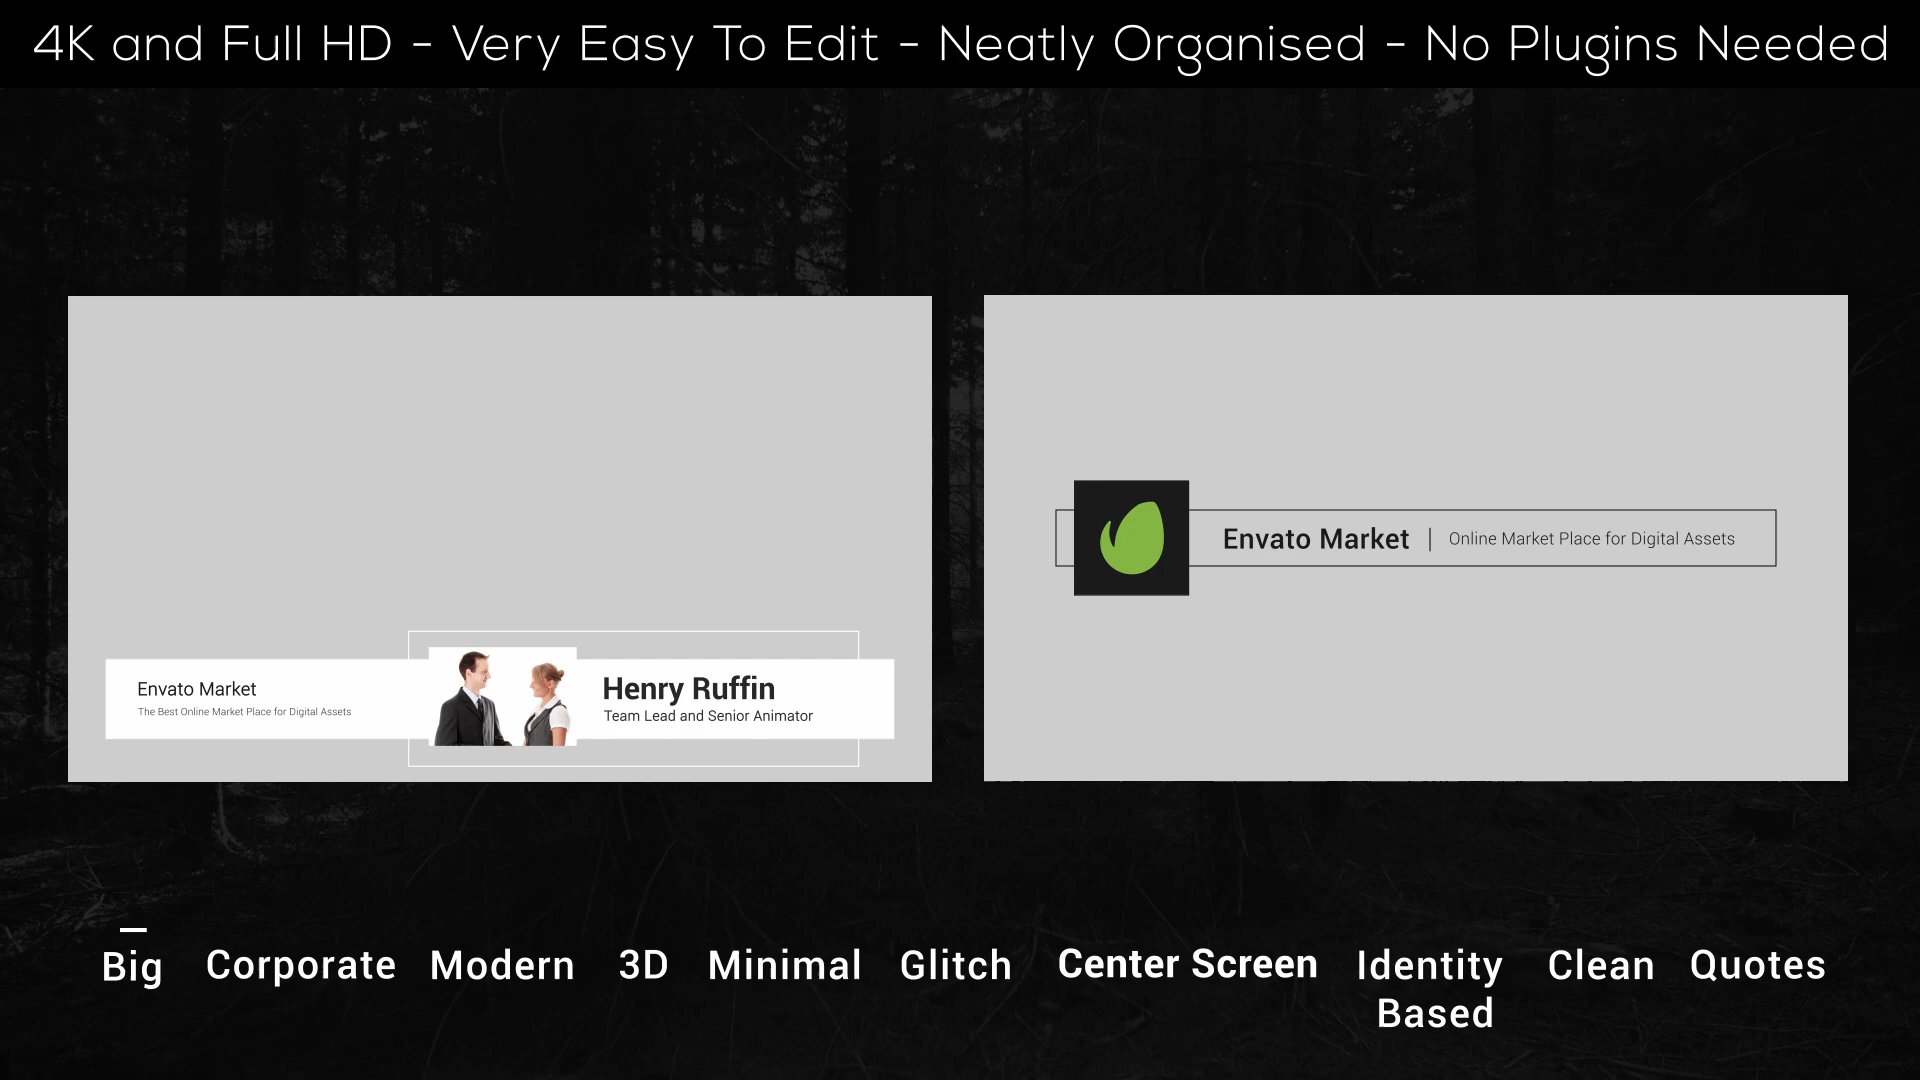 4K and Full HD - Very Easy To Edit - Neatly Organised - No Plugins Needed
Envato Market
The Best Online Market Place for Digital Assets
Henry Ruffin
Team Lead and Senior Animator
Envato Market | Online Market Place for Digital Assets
Big Corporate Modern 3D Minimal Glitch Center Screen Identity Clean Quotes
Based